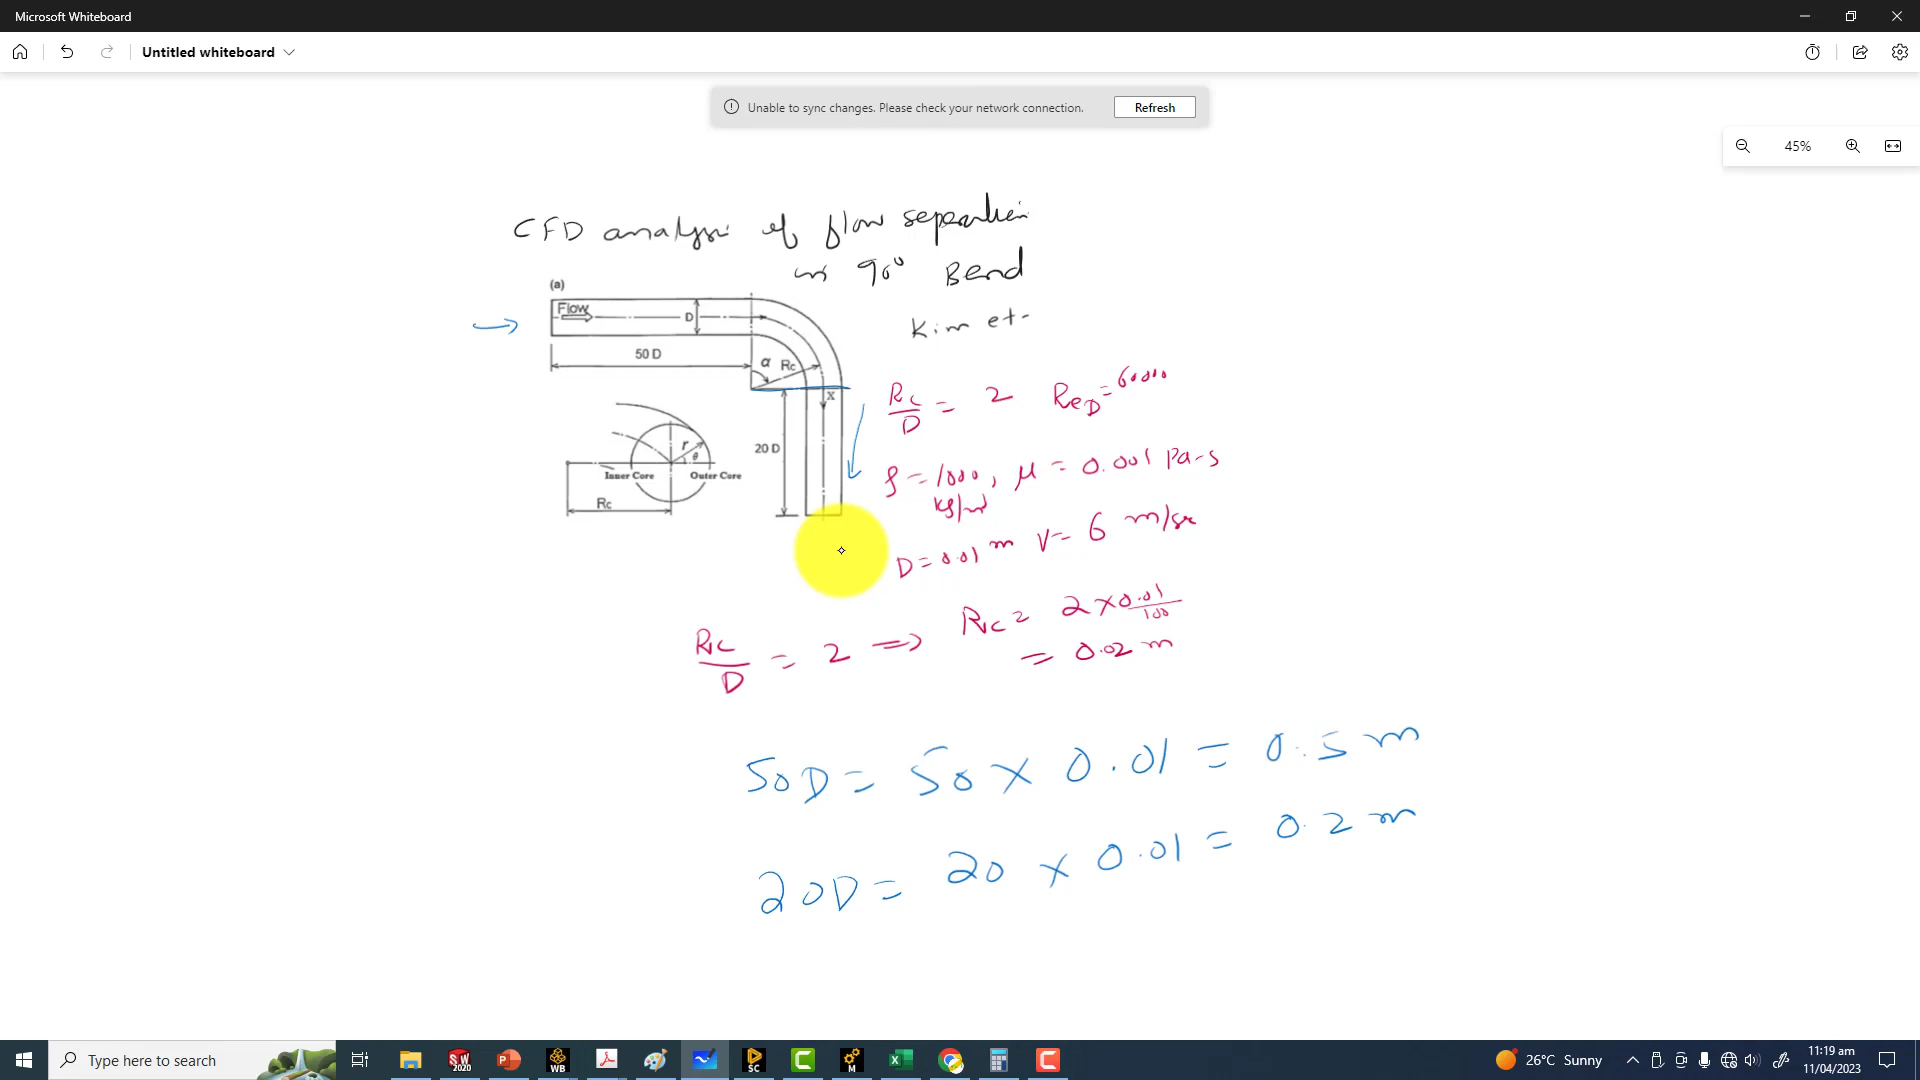 Microsoft Whiteboard
Untitled whiteboard
Unable to sync changes. Please check your network connection.
Refresh
45%
CFD analysis of flow separation
in 90° Bend
Kim et-
(a)
Flow
D
50 D
α Rc
X
20 D
r
θ
Inner Core Outer Core
Rc
Rc/D = 2 ReD = 60000
ρ = 1000 kg/m³, μ = 0.001 Pa-s
D = 0.01 m V = 6 m/sec
Rc/D = 2 ⇒ Rc = 2 × 0.01/100
= 0.02 m
50D = 50 × 0.01 = 0.5 m
20D = 20 × 0.01 = 0.2 m
Type here to search
SW 2020
WB
SC
M
26°C Sunny
11:19 am
11/04/2023